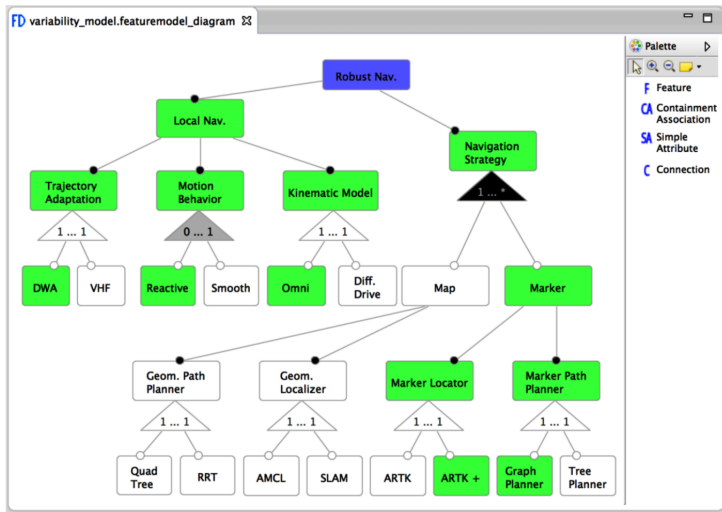 FD variability_model.featuremodel_diagram
Palette
Robust Nav.
F Feature
CA Containment
Association
SA Simple
Attribute
C Connection
Local Nav.
Navigation
Strategy
Trajectory
Adaptation
Motion
Behavior
Kinematic Model
1 ... *
1 ... 1
0 ... 1
1 ... 1
DWA
VHF
Reactive
Smooth
Omni
Diff.
Drive
Map
Marker
Geom. Path
Planner
Geom.
Localizer
Marker Locator
Marker Path
Planner
1 ... 1
1 ... 1
1 ... 1
1 ... 1
Quad
Tree
RRT
AMCL
SLAM
ARTK
ARTK +
Graph
Planner
Tree
Planner